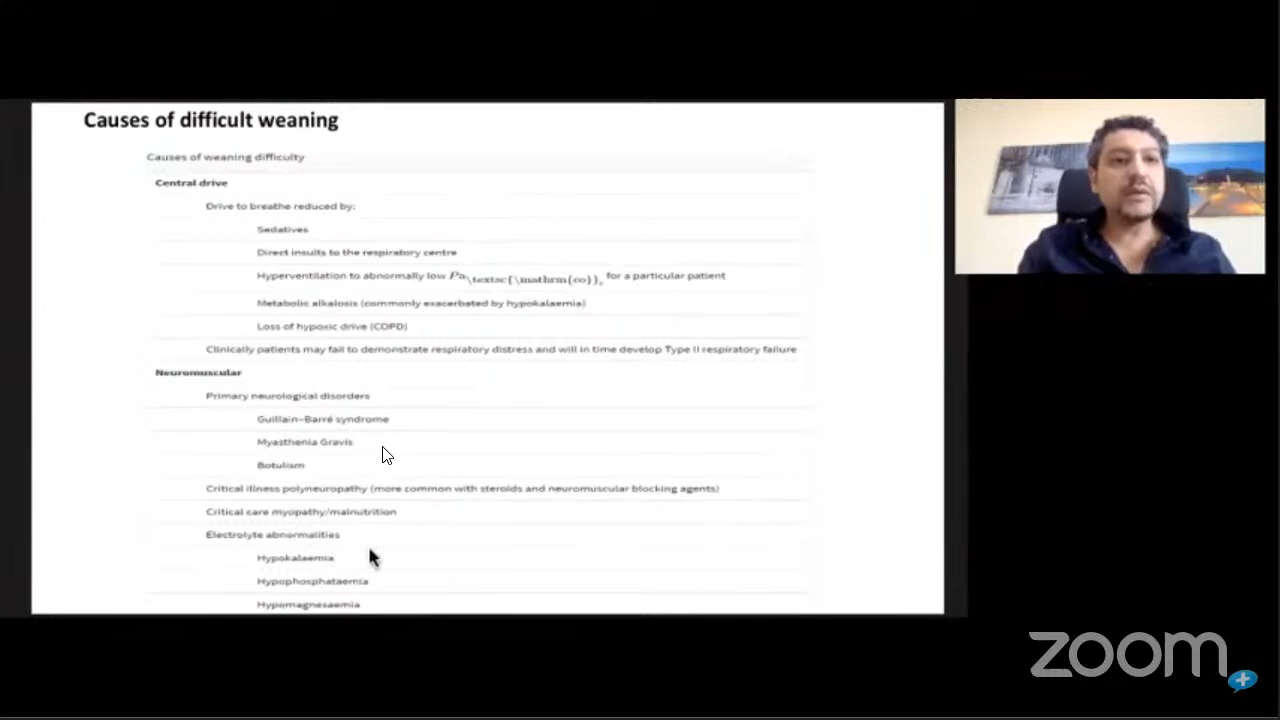 Causes of difficult weaning
Causes of weaning difficulty
Central drive
Drive to breathe reduced by:
Sedatives
Direct insults to the respiratory centre
Hyperventilation to abnormally low Pa\textsc{\mathrm{co}}, for a particular patient
Metabolic alkalosis (commonly exacerbated by hypokalaemia)
Loss of hypoxic drive (COPD)
Clinically patients may fail to demonstrate respiratory distress and will in time develop Type II respiratory failure
Neuromuscular
Primary neurological disorders
Guillain–Barré syndrome
Myasthenia Gravis
Botulism
Critical illness polyneuropathy (more common with steroids and neuromuscular blocking agents)
Critical care myopathy/malnutrition
Electrolyte abnormalities
Hypokalaemia
Hypophosphataemia
Hypomagnesaemia
zoom